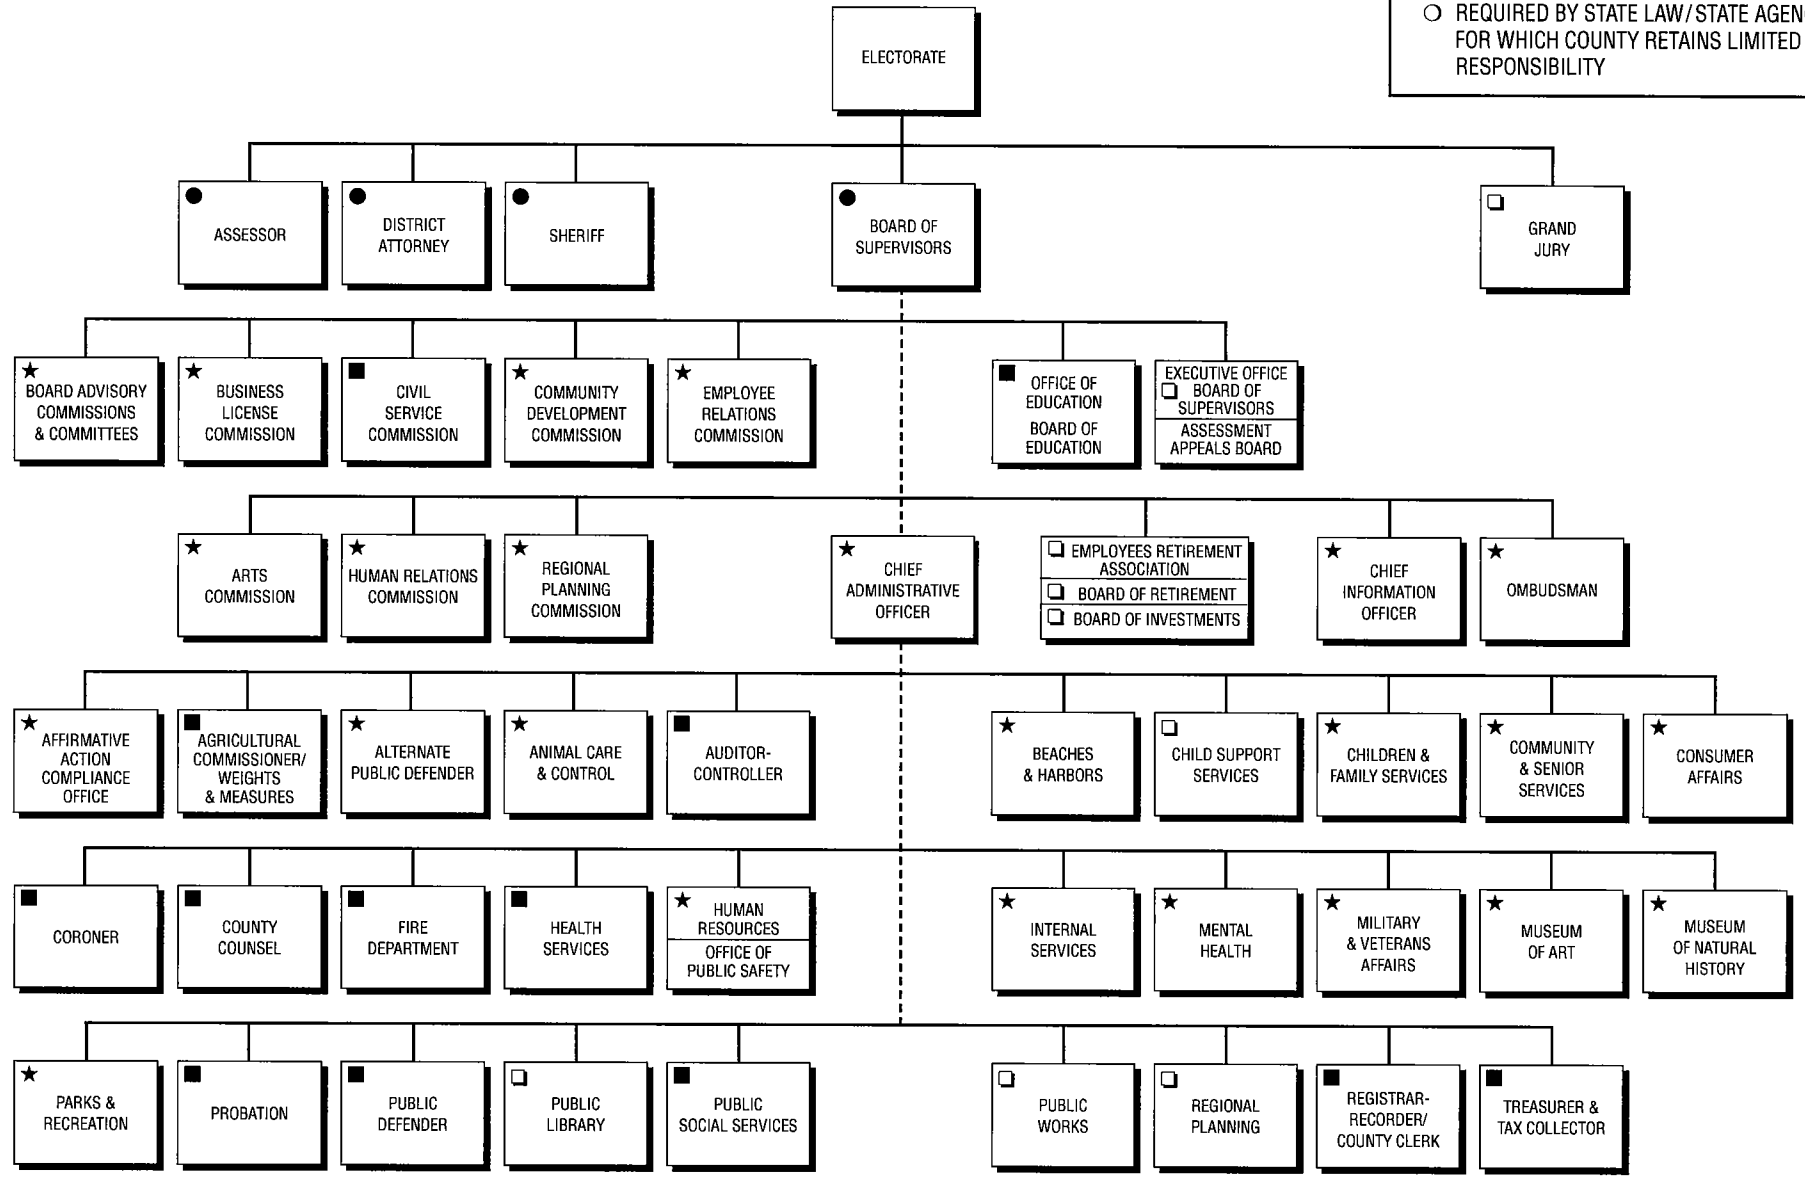 ○ REQUIRED BY STATE LAW/STATE
FOR WHICH COUNTY RETAINS LIMITED
RESPONSIBILITY
ELECTORATE
ASSESSOR
DISTRICT
ATTORNEY
SHERIFF
BOARD OF
SUPERVISORS
GRAND
JURY
BOARD ADVISORY
COMMISSIONS
& COMMITTEES
BUSINESS
LICENSE
COMMISSION
CIVIL
SERVICE
COMMISSION
COMMUNITY
DEVELOPMENT
COMMISSION
EMPLOYEE
RELATIONS
COMMISSION
OFFICE OF
EDUCATION
BOARD OF
EDUCATION
EXECUTIVE OFFICE
BOARD OF
SUPERVISORS
ASSESSMENT
APPEALS BOARD
ARTS
COMMISSION
HUMAN RELATIONS
COMMISSION
REGIONAL
PLANNING
COMMISSION
CHIEF
ADMINISTRATIVE
OFFICER
EMPLOYEES RETIREMENT
ASSOCIATION
BOARD OF RETIREMENT
BOARD OF INVESTMENTS
CHIEF
INFORMATION
OFFICER
OMBUDSMAN
AFFIRMATIVE
ACTION
COMPLIANCE
OFFICE
AGRICULTURAL
COMMISSIONER/
WEIGHTS
& MEASURES
ALTERNATE
PUBLIC DEFENDER
ANIMAL CARE
& CONTROL
AUDITOR-
CONTROLLER
BEACHES
& HARBORS
CHILD SUPPORT
SERVICES
CHILDREN &
FAMILY SERVICES
COMMUNITY
& SENIOR
SERVICES
CONSUMER
AFFAIRS
CORONER
COUNTY
COUNSEL
FIRE
DEPARTMENT
HEALTH
SERVICES
HUMAN
RESOURCES
OFFICE OF
PUBLIC SAFETY
INTERNAL
SERVICES
MENTAL
HEALTH
MILITARY
& VETERANS
AFFAIRS
MUSEUM
OF ART
MUSEUM
OF NATURAL
HISTORY
PARKS &
RECREATION
PROBATION
PUBLIC
DEFENDER
PUBLIC
LIBRARY
PUBLIC
SOCIAL SERVICES
PUBLIC
WORKS
REGIONAL
PLANNING
REGISTRAR-
RECORDER/
COUNTY CLERK
TREASURER &
TAX COLLECTOR